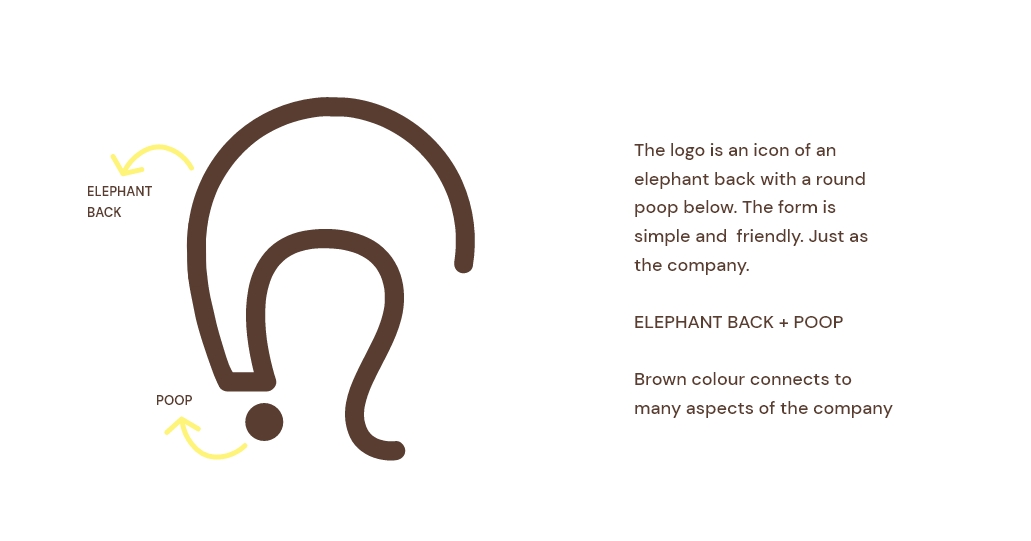 ELEPHANT
BACK
POOP
The logo is an icon of an
elephant back with a round
poop below. The form is
simple and  friendly. Just as
the company.
ELEPHANT BACK + POOP
Brown colour connects to
many aspects of the company